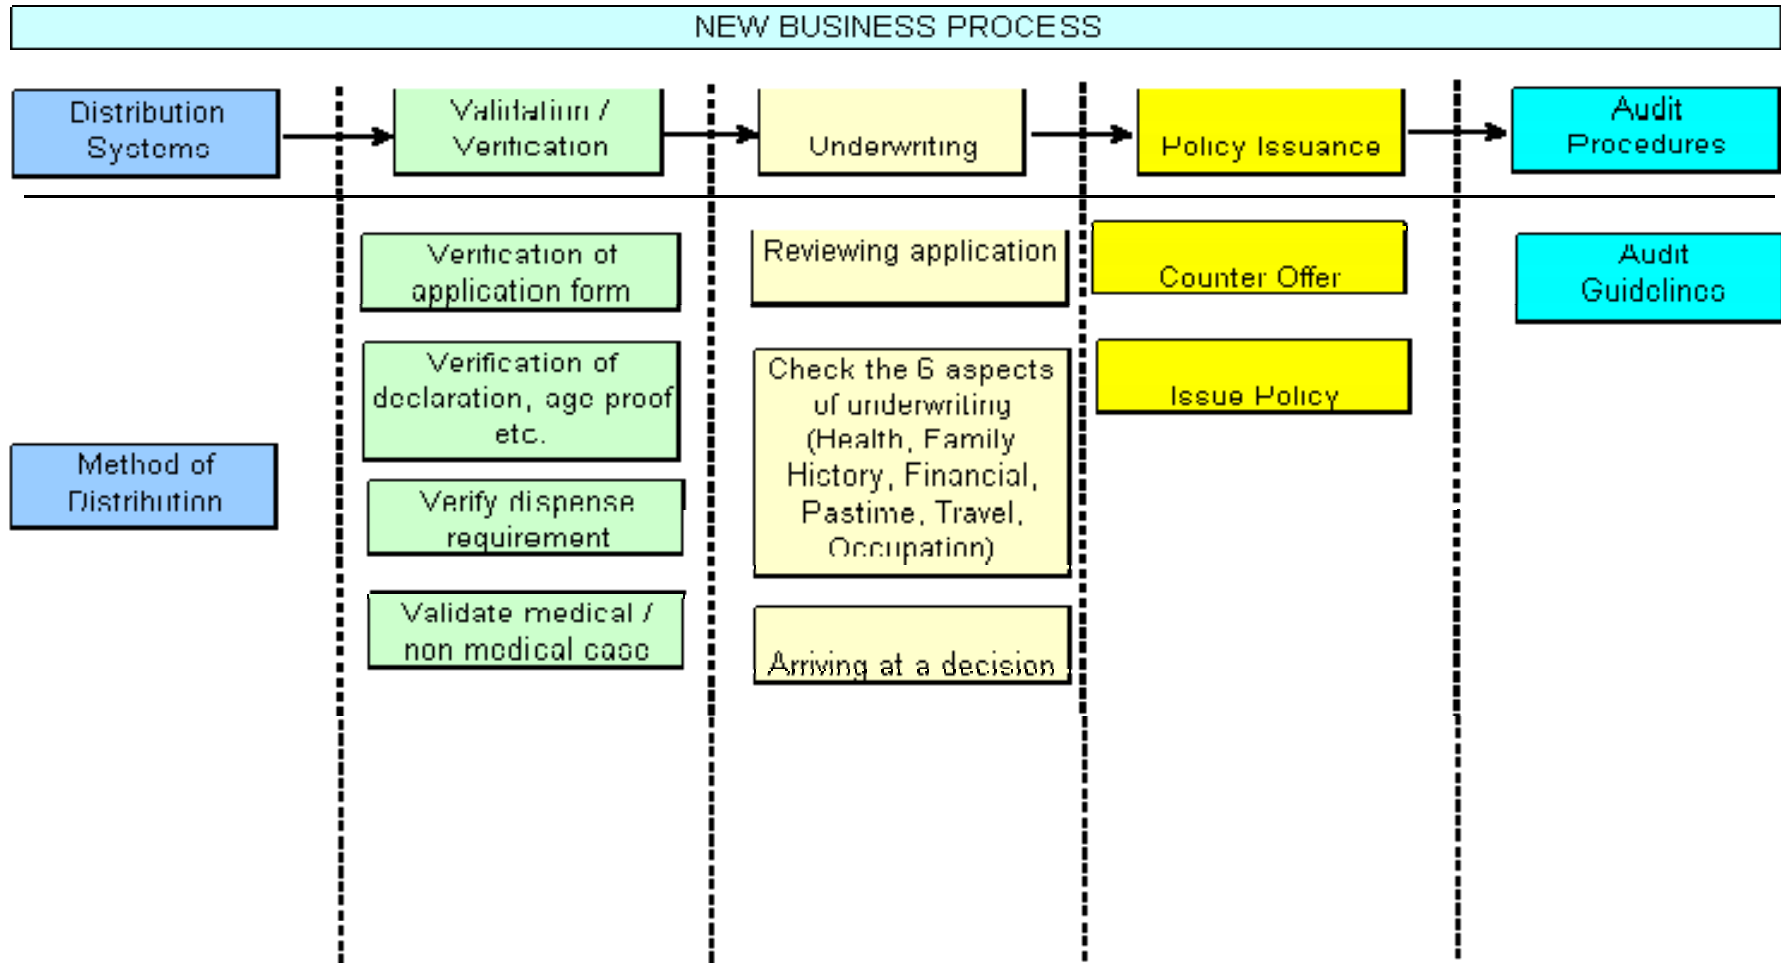 NEW BUSINESS PROCESS
Distribution
Systems
Validation /
Verification
Underwriting
Policy Issuance
Audit
Procedures
Verification of
application form
Verification of
declaration, age proof
etc.
Verify dispense
requirement
Validate medical /
non medical case
Reviewing application
Check the 6 aspects
of underwriting
(Health, Family
History, Financial,
Pastime, Travel,
Occupation)
Arriving at a decision
Counter Offer
Issue Policy
Audit
Guidelines
Method of
Distribution